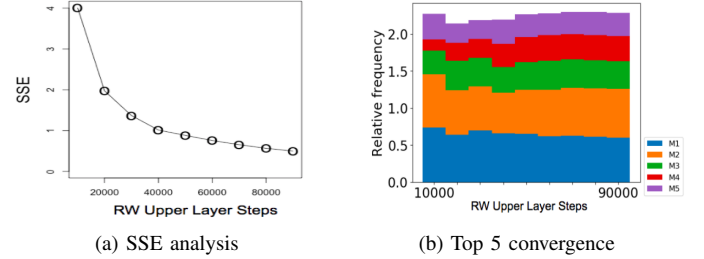 SSE
4
3
2
1
0
20000 40000 60000 80000
RW Upper Layer Steps
(a) SSE analysis
Relative frequency
2.0
1.5
1.0
0.5
0.0
10000 90000
RW Upper Layer Steps
M1
M2
M3
M4
M5
(b) Top 5 convergence